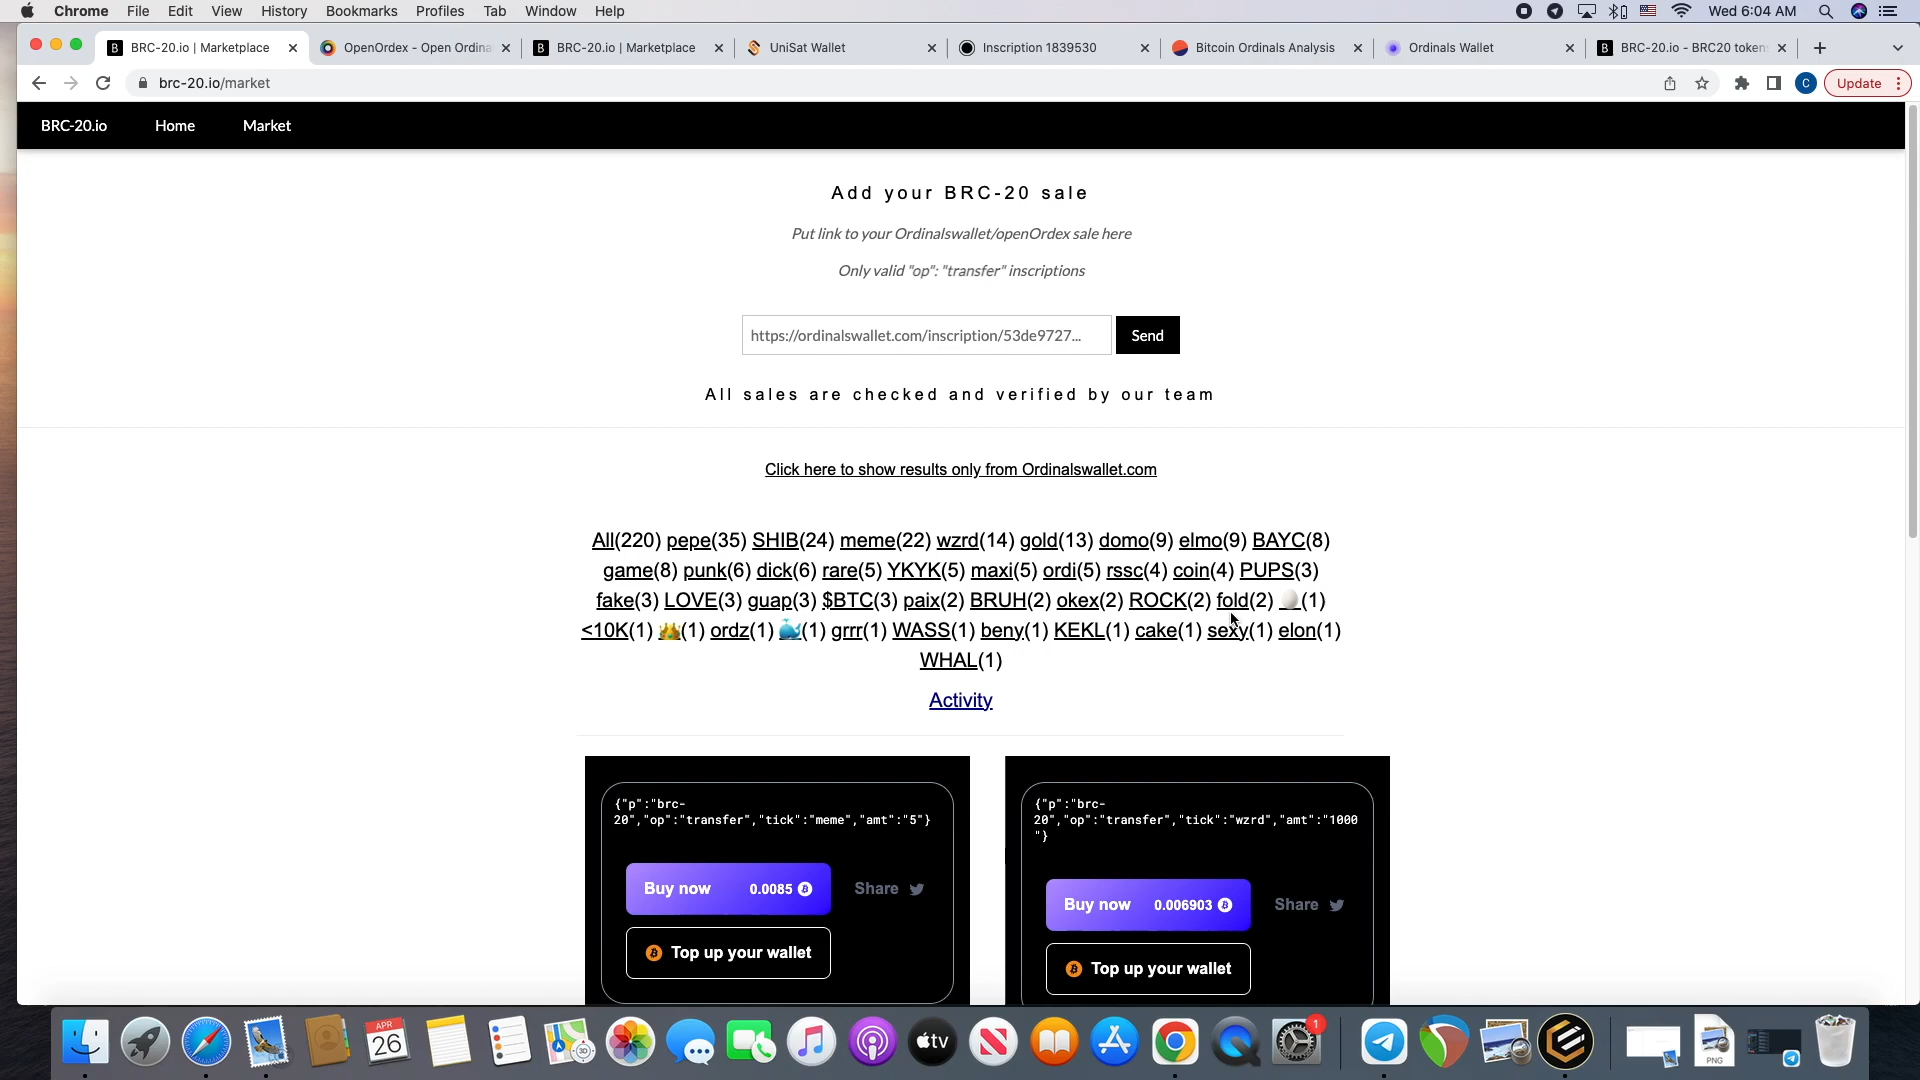 Chrome File Edit View History Bookmarks Profiles Tab Window Help Wed 6:04 AM
BRC-20.io | Marketplace OpenOrdex - Open Ordina BRC-20.io | Marketplace UniSat Wallet Inscription 1839530 Bitcoin Ordinals Analysis Ordinals Wallet BRC-20.io - BRC20 token
brc-20.io/market C Update
BRC-20.io Home Market
Add your BRC-20 sale
Put link to your Ordinalswallet/openOrdex sale here
Only valid "op": "transfer" inscriptions
https://ordinalswallet.com/inscription/53de9727... Send
All sales are checked and verified by our team
Click here to show results only from Ordinalswallet.com
All(220) pepe(35) SHIB(24) meme(22) wzrd(14) gold(13) domo(9) elmo(9) BAYC(8)
game(8) punk(6) dick(6) rare(5) YKYK(5) maxi(5) ordi(5) rssc(4) coin(4) PUPS(3)
fake(3) LOVE(3) guap(3) $BTC(3) paix(2) BRUH(2) okex(2) ROCK(2) fold(2) 🥚(1)
<10K(1) 👑(1) ordz(1) 🐳(1) grrr(1) WASS(1) beny(1) KEKL(1) cake(1) sexy(1) elon(1)
WHAL(1)
Activity
{"p":"brc-
20","op":"transfer","tick":"meme","amt":"5"}
Buy now 0.0085 Share
Top up your wallet
{"p":"brc-
20","op":"transfer","tick":"wzrd","amt":"1000
"}
Buy now 0.006903 Share
Top up your wallet
APR
26
3D
tv
1
PNG